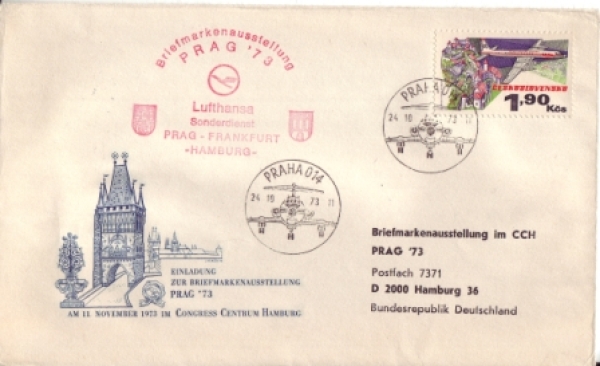 Briefmarkenausstellung
PRAG '73
Lufthansa
Sonderdienst
PRAG - FRANKFURT
-HAMBURG-
ČESKOSLOVENSKO
1,90 Kčs
PRAHA 014
24 10 73 11
PRAHA 014
24 10 73 11
Briefmarkenausstellung im CCH
PRAG '73
Postfach 7371
D 2000 Hamburg 36
Bundesrepublik Deutschland
EINLADUNG
ZUR BRIEFMARKENAUSSTELLUNG
PRAG '73
AM 11. NOVEMBER 1973 IM CONGRESS CENTRUM HAMBURG